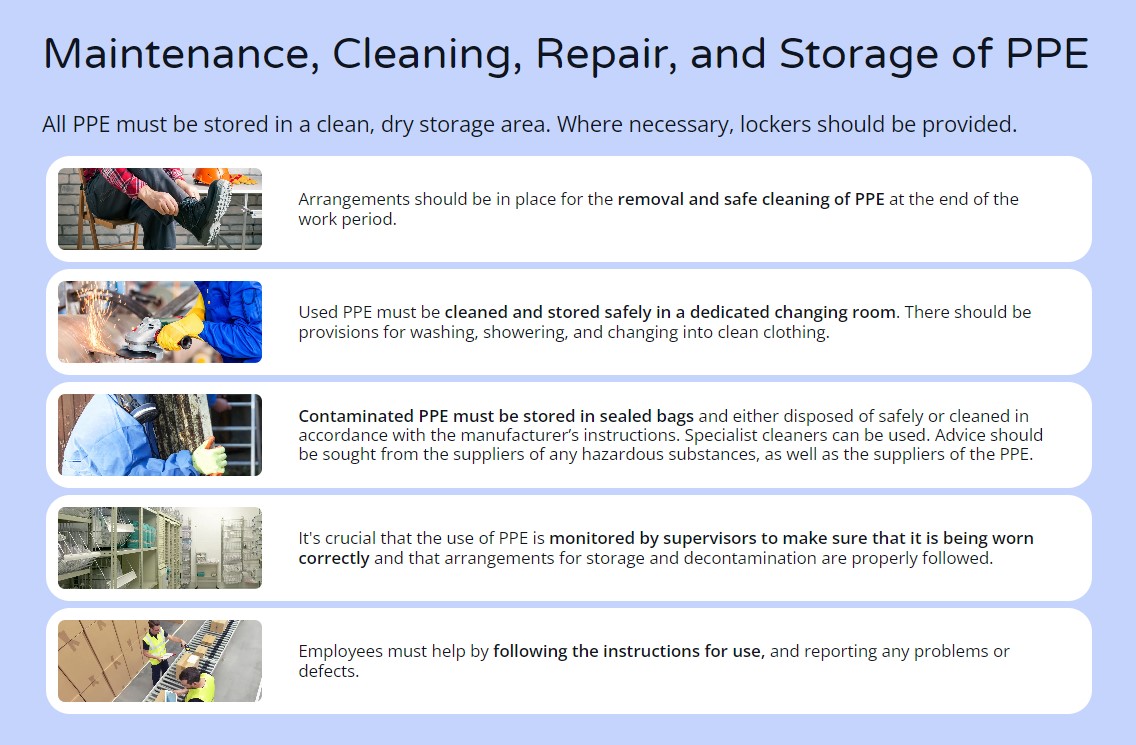 Maintenance, Cleaning, Repair, and Storage of PPE
All PPE must be stored in a clean, dry storage area. Where necessary, lockers should be provided.
Arrangements should be in place for the removal and safe cleaning of PPE at the end of the
work period.
Used PPE must be cleaned and stored safely in a dedicated changing room. There should be
provisions for washing, showering, and changing into clean clothing.
Contaminated PPE must be stored in sealed bags and either disposed of safely or cleaned in
accordance with the manufacturer’s instructions. Specialist cleaners can be used. Advice should
be sought from the suppliers of any hazardous substances, as well as the suppliers of the PPE.
It's crucial that the use of PPE is monitored by supervisors to make sure that it is being worn
correctly and that arrangements for storage and decontamination are properly followed.
Employees must help by following the instructions for use, and reporting any problems or
defects.